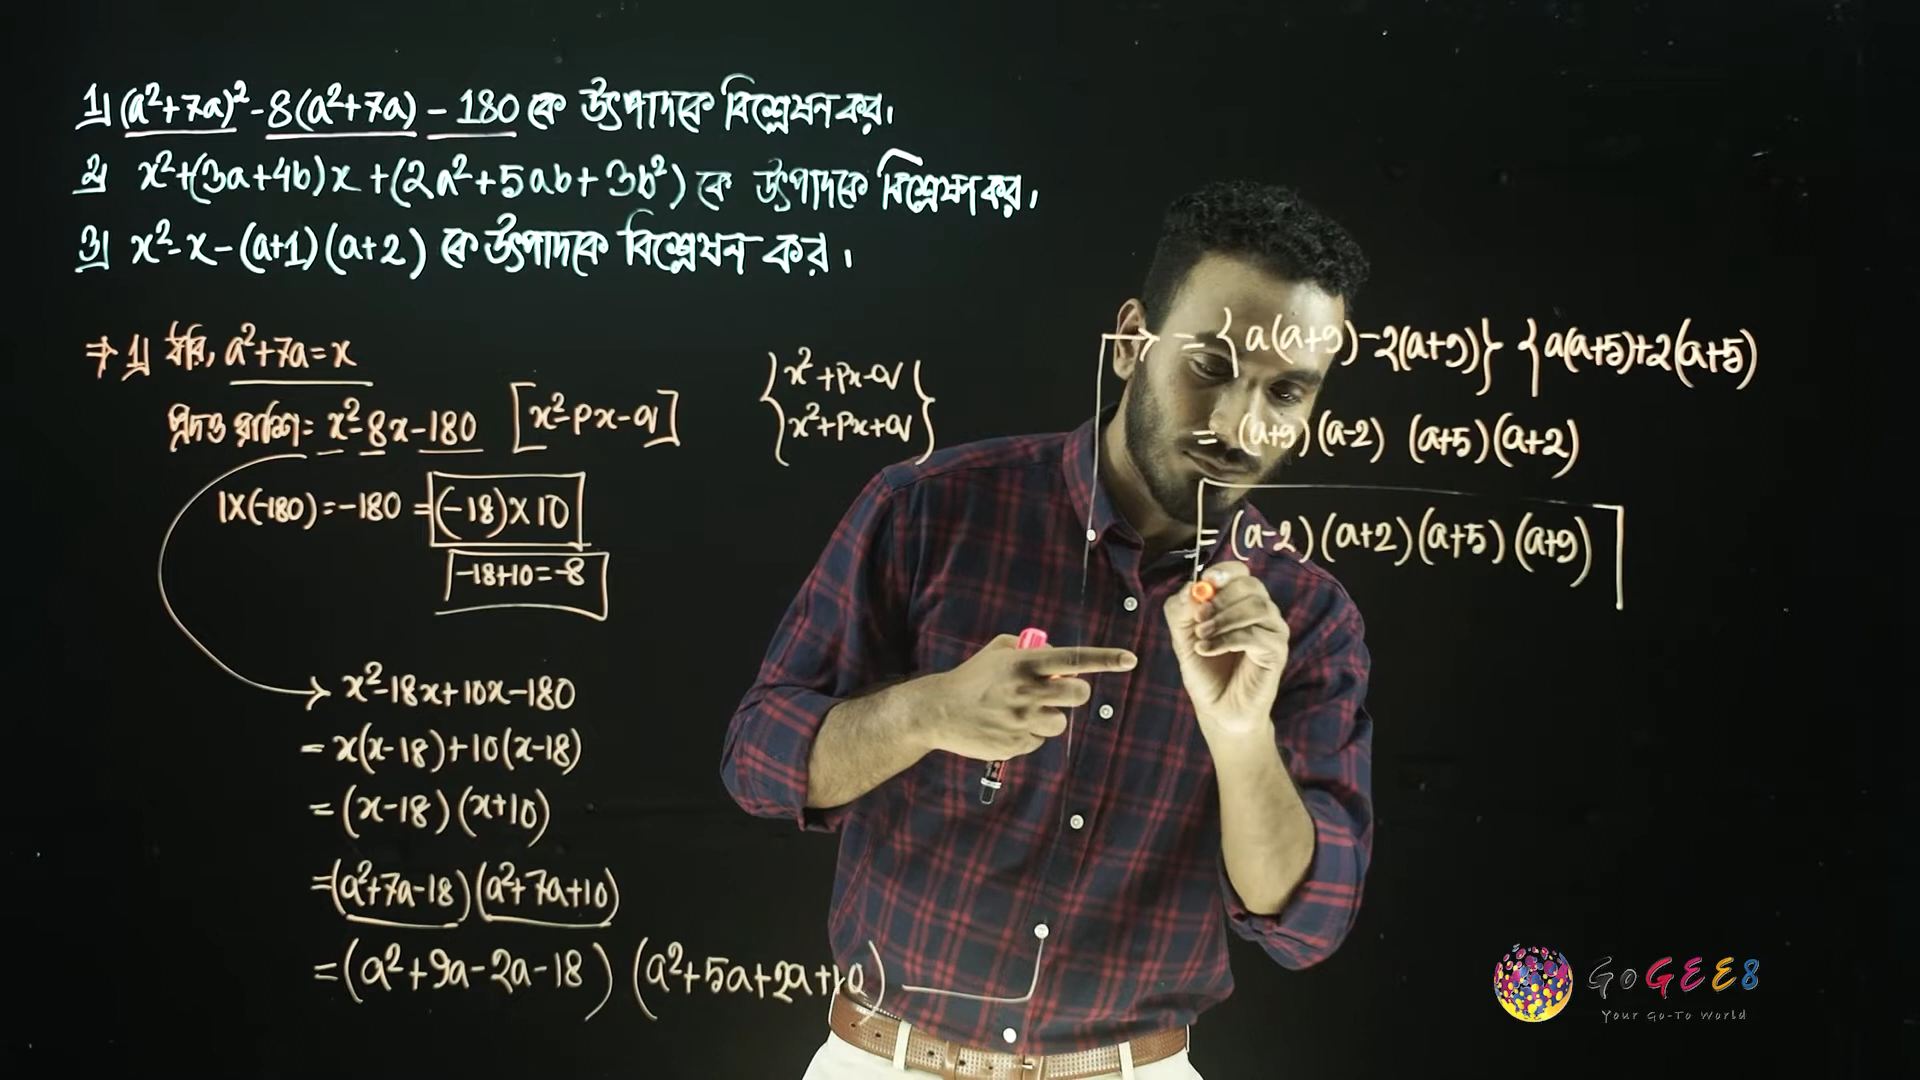 ১। (a²+7a)²-8(a²+7a) - 180 কে উৎপাদকে বিশ্লেষন কর।
২। x²+(3a+4b)x+(2a²+5ab+3b²) কে উৎপাদকে বিশ্লেষণ কর।
৩। x²-x-(a+1)(a+2) কে উৎপাদকে বিশ্লেষন কর।
⇒ ১। ধরি, a²+7a=x
প্রদত্ত রাশি= x²-8x-180 [x²-px-q]
{x²+px-q
x²+px+q}
1×(-180)=-180 =(-18)×10
-18+10=-8
→ x²-18x+10x-180
= x(x-18)+10(x-18)
= (x-18)(x+10)
=(a²+7a-18)(a²+7a+10)
=(a²+9a-2a-18) (a²+5a+2a+10)
→ = {a(a+9)-2(a+9)} {a(a+5)+2(a+5)
= (a+9)(a-2) (a+5)(a+2)
= (a-2)(a+2)(a+5)(a+9)
GOGEE8
Your Go-To World